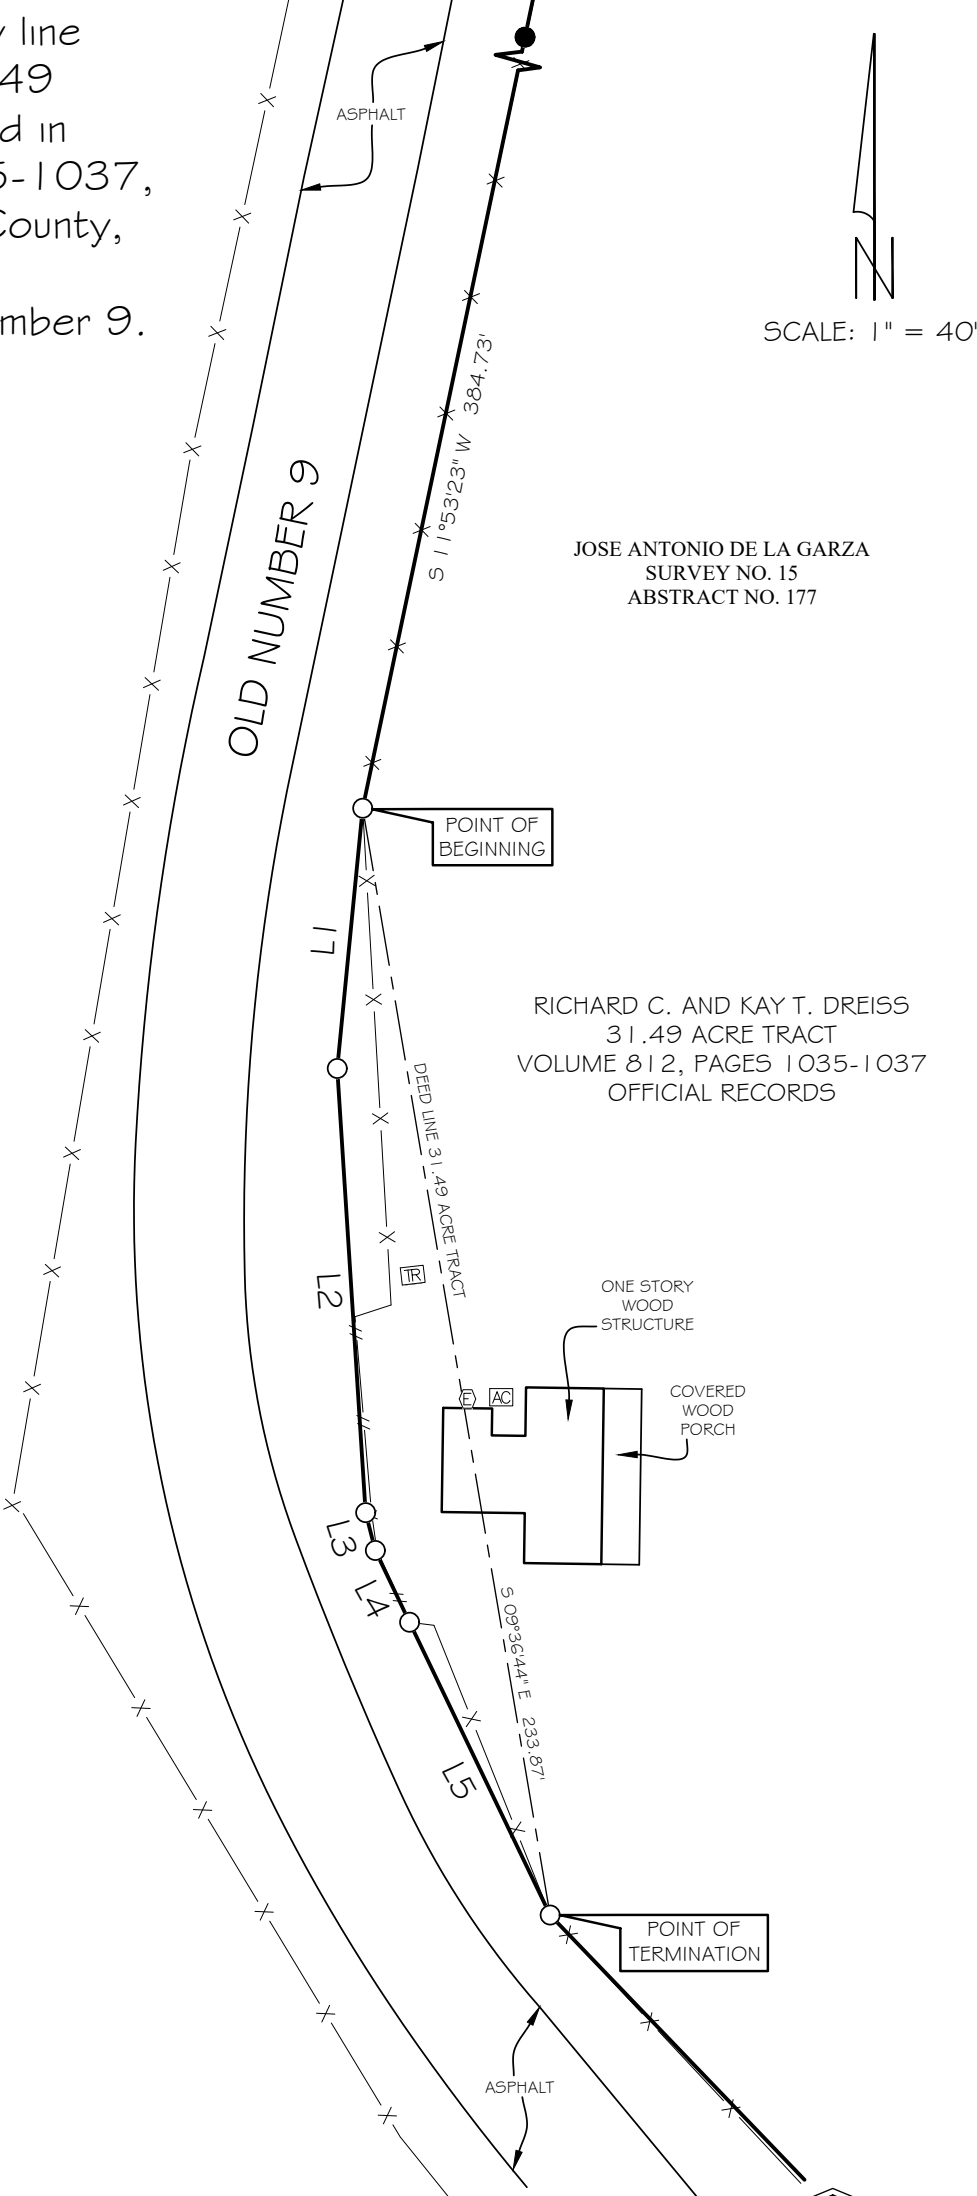 line
49
d in
5-1037,
County,
mber 9.
ASPHALT
N
SCALE: 1" = 40'
S 11°53'23" W 384.73'
OLD NUMBER 9
JOSE ANTONIO DE LA GARZA
SURVEY NO. 15
ABSTRACT NO. 177
POINT OF
BEGINNING
L1
RICHARD C. AND KAY T. DREISS
31.49 ACRE TRACT
VOLUME 812, PAGES 1035-1037
OFFICIAL RECORDS
DEED LINE 31.49 ACRE TRACT
TR
L2
ONE STORY
WOOD
STRUCTURE
E
AC
COVERED
WOOD
PORCH
L3
L4
S 09°36'44" E 233.87'
L5
POINT OF
TERMINATION
ASPHALT